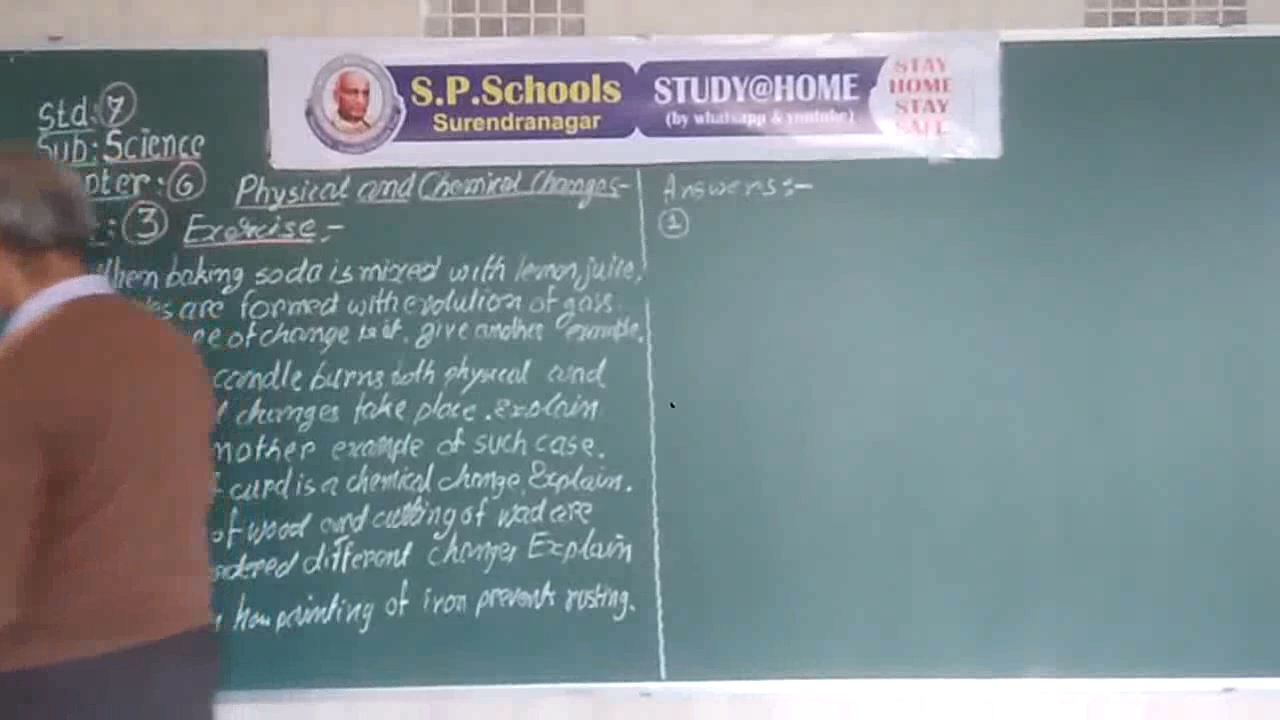 S.P.Schools
Surendranagar
STUDY@HOME
(by whatsapp & youtube)
STAY
HOME
STAY
SAFE
Std:7
Sub:Science
pter:6 Physical and Chemical Changes-
:3 Exercise:-
When baking soda is mixed with lemon juice,
are formed with evolution of gas.
of change is it. give another example.
candle burns both physical and
changes take place. Explain
another example of such case.
curd is a chemical change. Explain.
of wood and cutting of wood are
dered different changes Explain
how painting of iron prevents rusting.
Answers:-
1